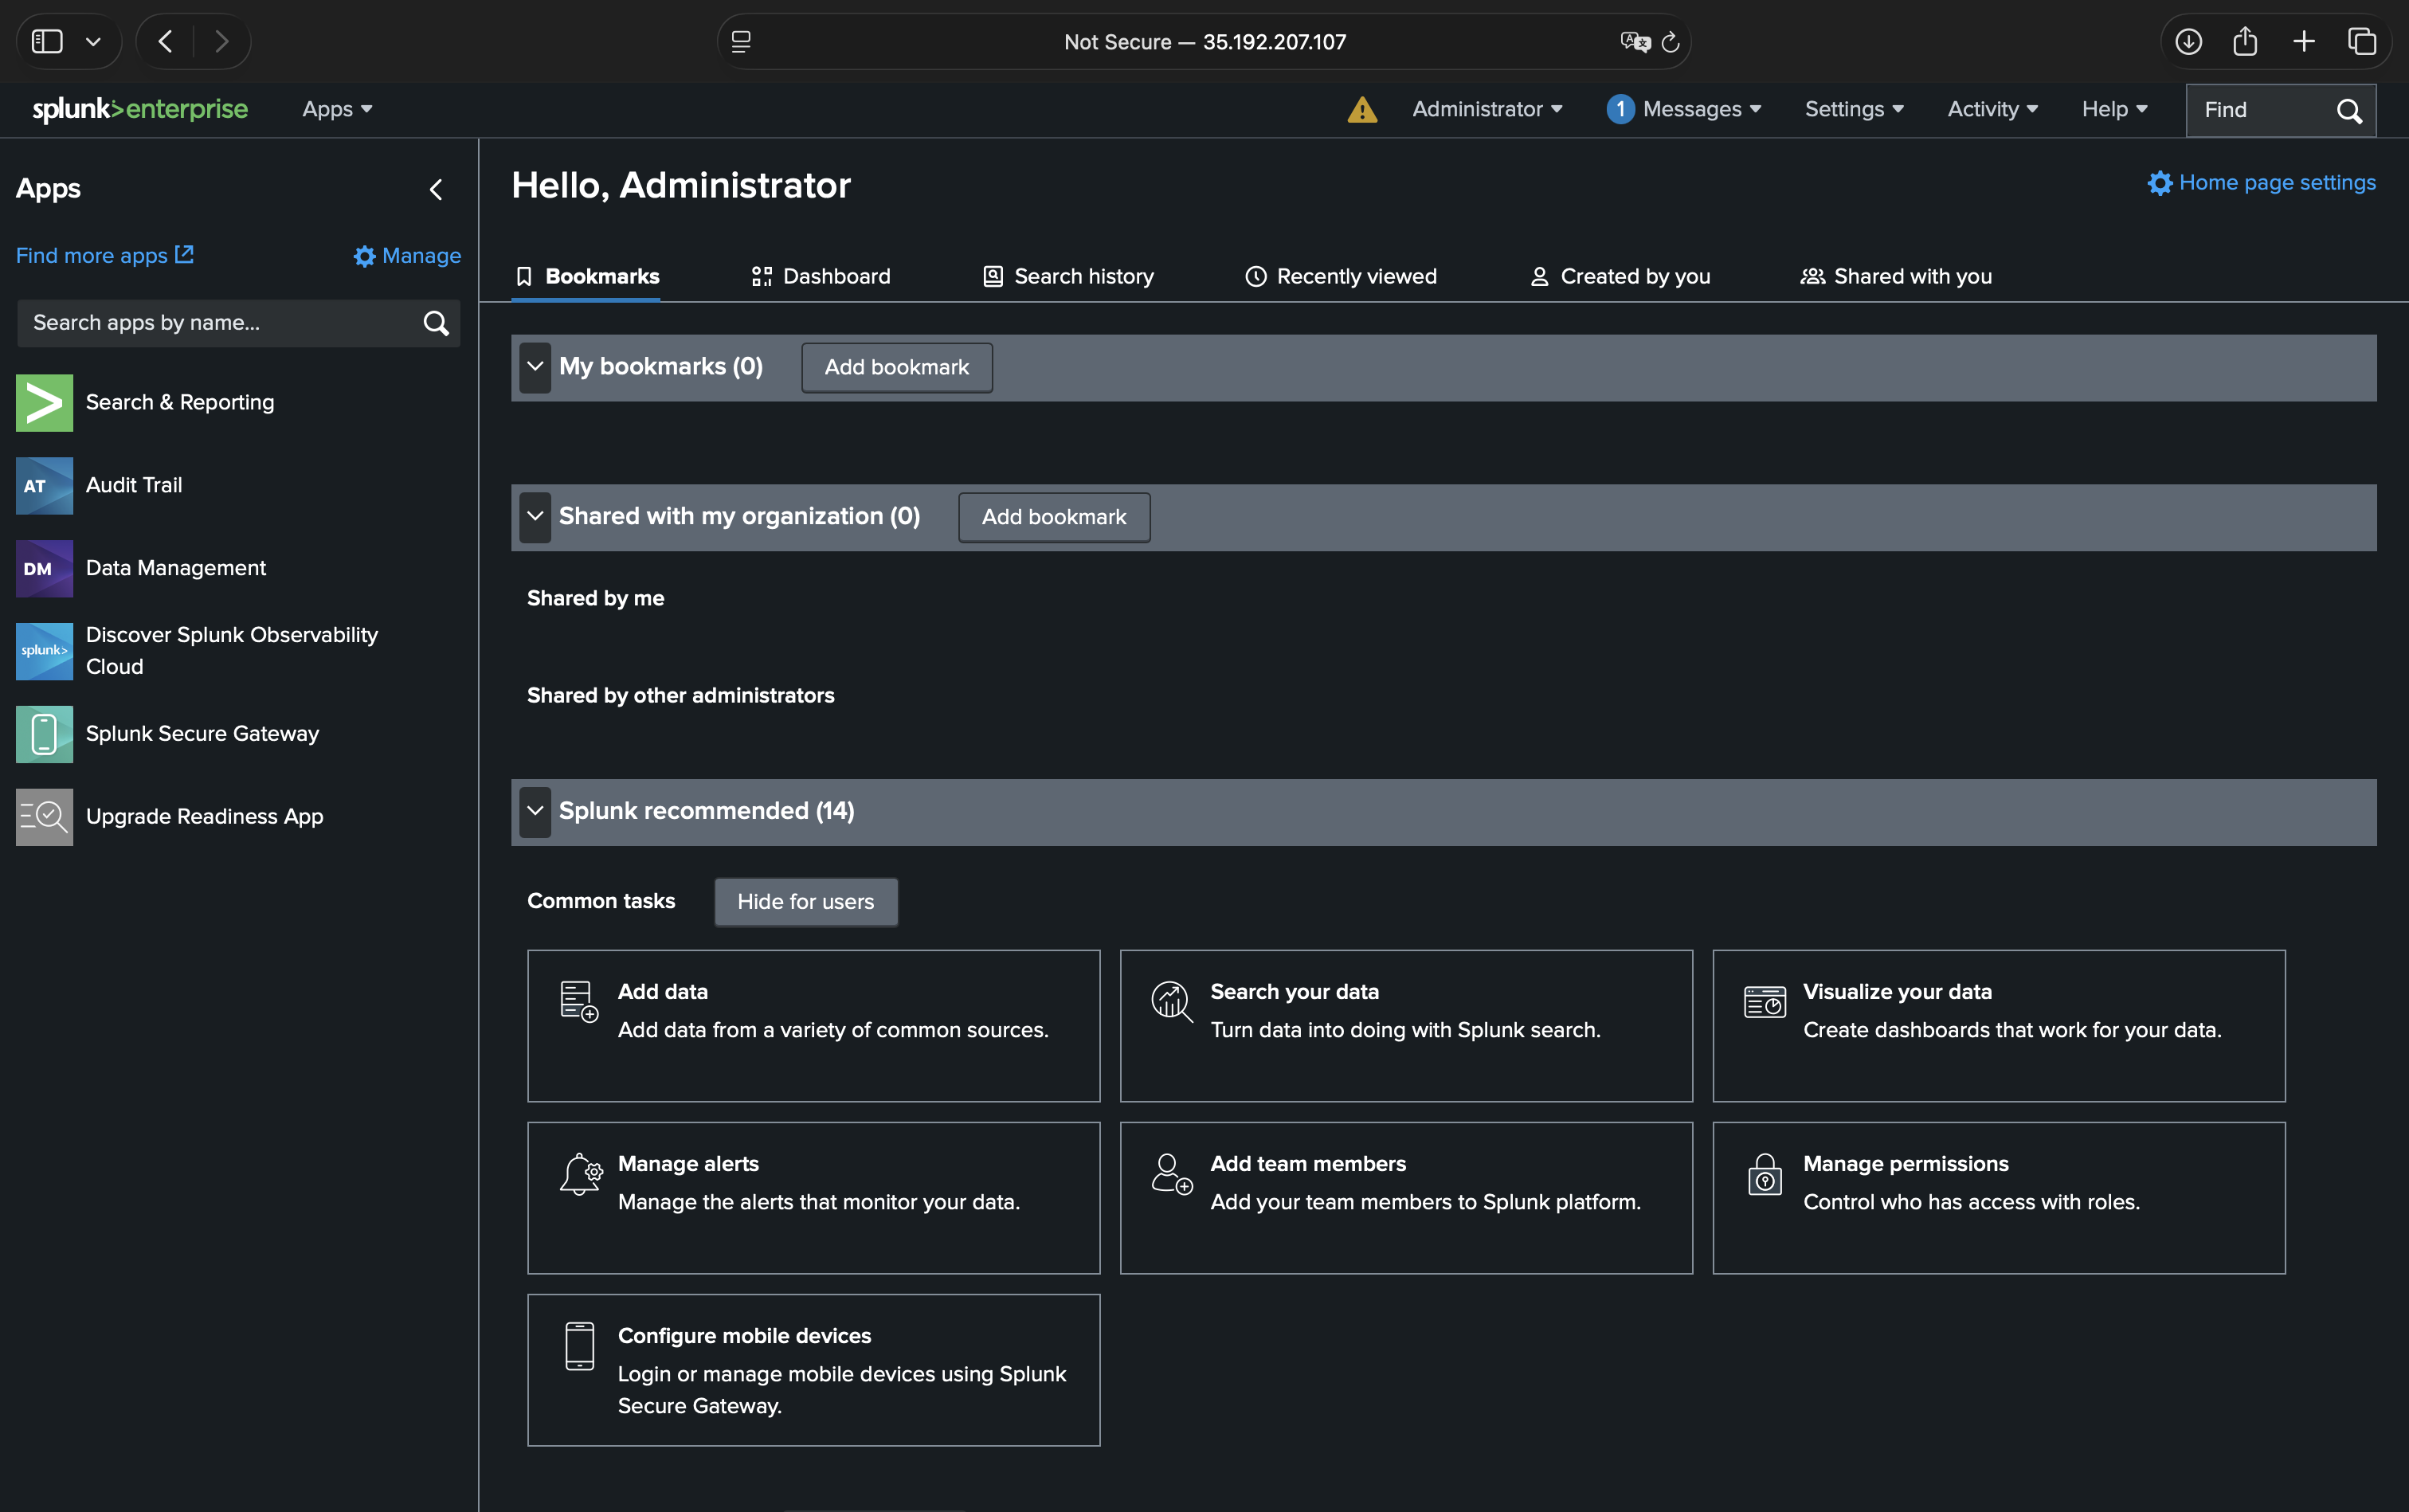 Not Secure — 35.192.207.107
splunk>enterprise
Apps
Administrator
1 Messages
Settings
Activity
Help
Find
Apps
Find more apps
Manage
Search apps by name...
Search & Reporting
AT Audit Trail
DM Data Management
splunk> Discover Splunk Observability
Cloud
Splunk Secure Gateway
Upgrade Readiness App
Hello, Administrator
Home page settings
Bookmarks
Dashboard
Search history
Recently viewed
Created by you
Shared with you
My bookmarks (0)
Add bookmark
Shared with my organization (0)
Add bookmark
Shared by me
Shared by other administrators
Splunk recommended (14)
Common tasks
Hide for users
Add data
Add data from a variety of common sources.
Search your data
Turn data into doing with Splunk search.
Visualize your data
Create dashboards that work for your data.
Manage alerts
Manage the alerts that monitor your data.
Add team members
Add your team members to Splunk platform.
Manage permissions
Control who has access with roles.
Configure mobile devices
Login or manage mobile devices using Splunk
Secure Gateway.